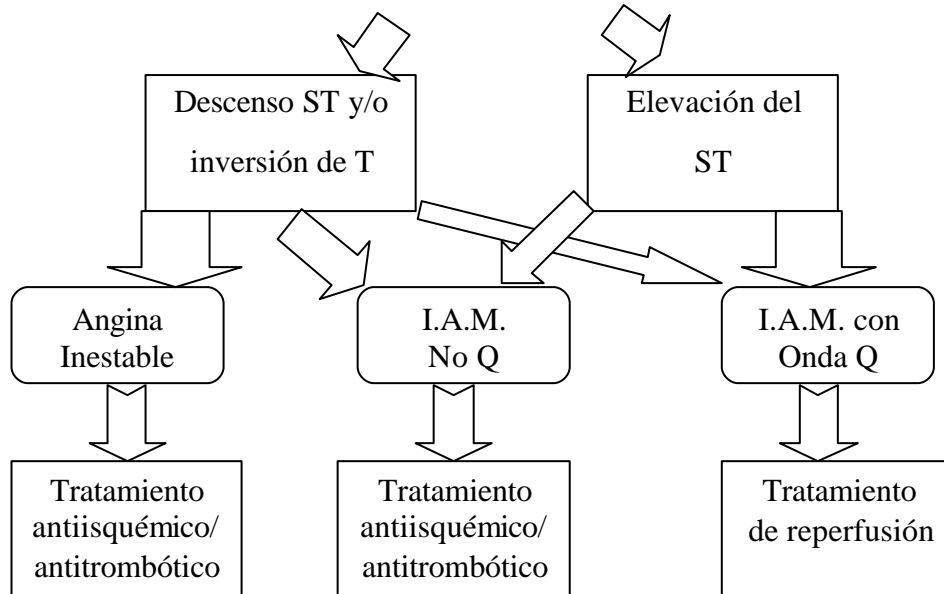 Descenso ST y/o
inversión de T
Elevación del
ST
Angina
Inestable
I.A.M.
No Q
I.A.M. con
Onda Q
Tratamiento
antiisquémico/
antitrombótico
Tratamiento
antiisquémico/
antitrombótico
Tratamiento
de reperfusión